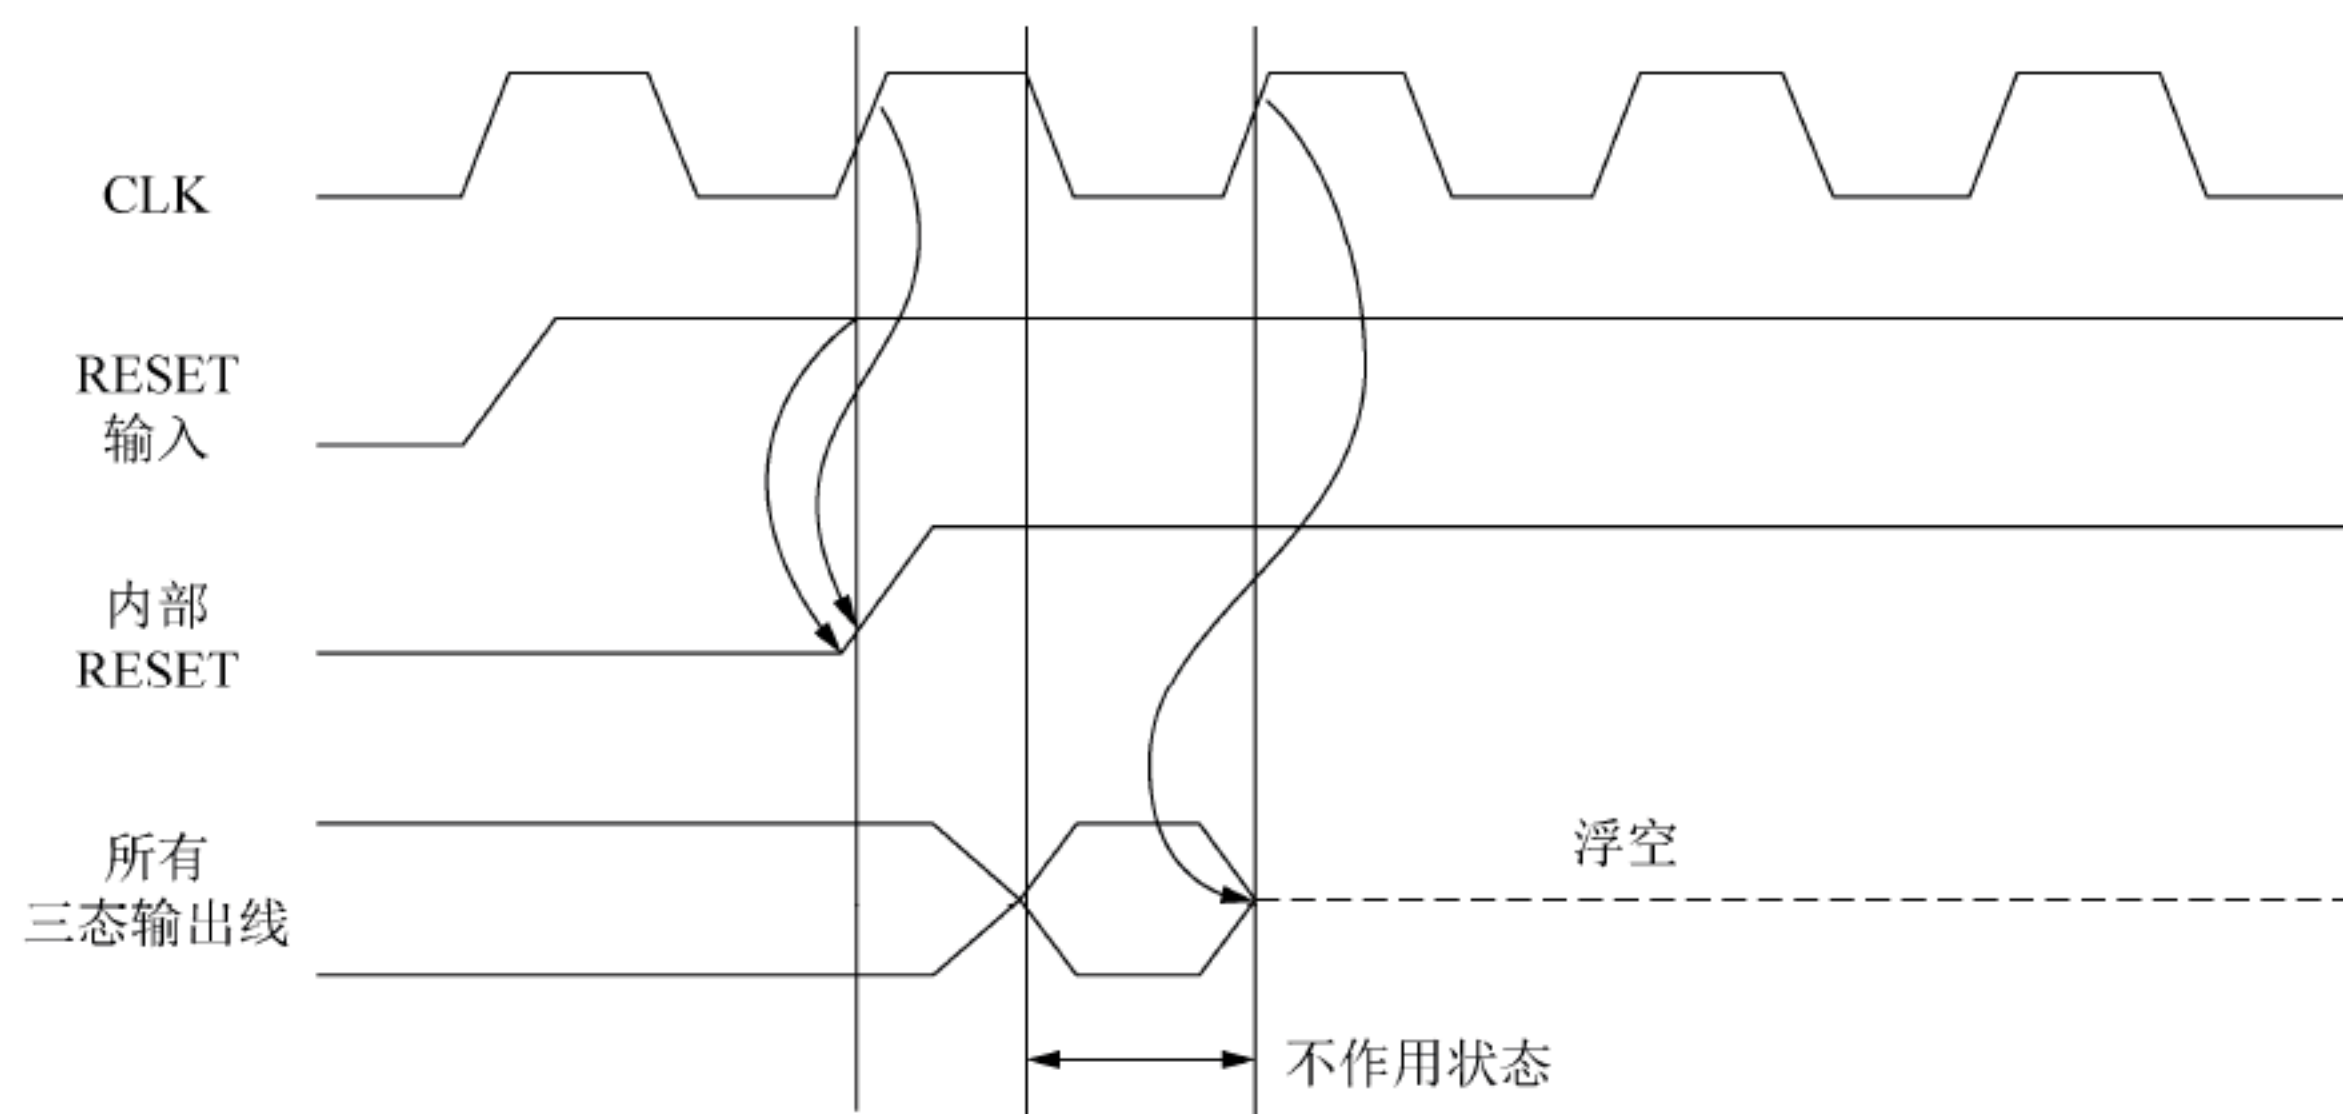 CLK
RESET
输入
内部
RESET
所有
三态输出线
浮空
不作用状态